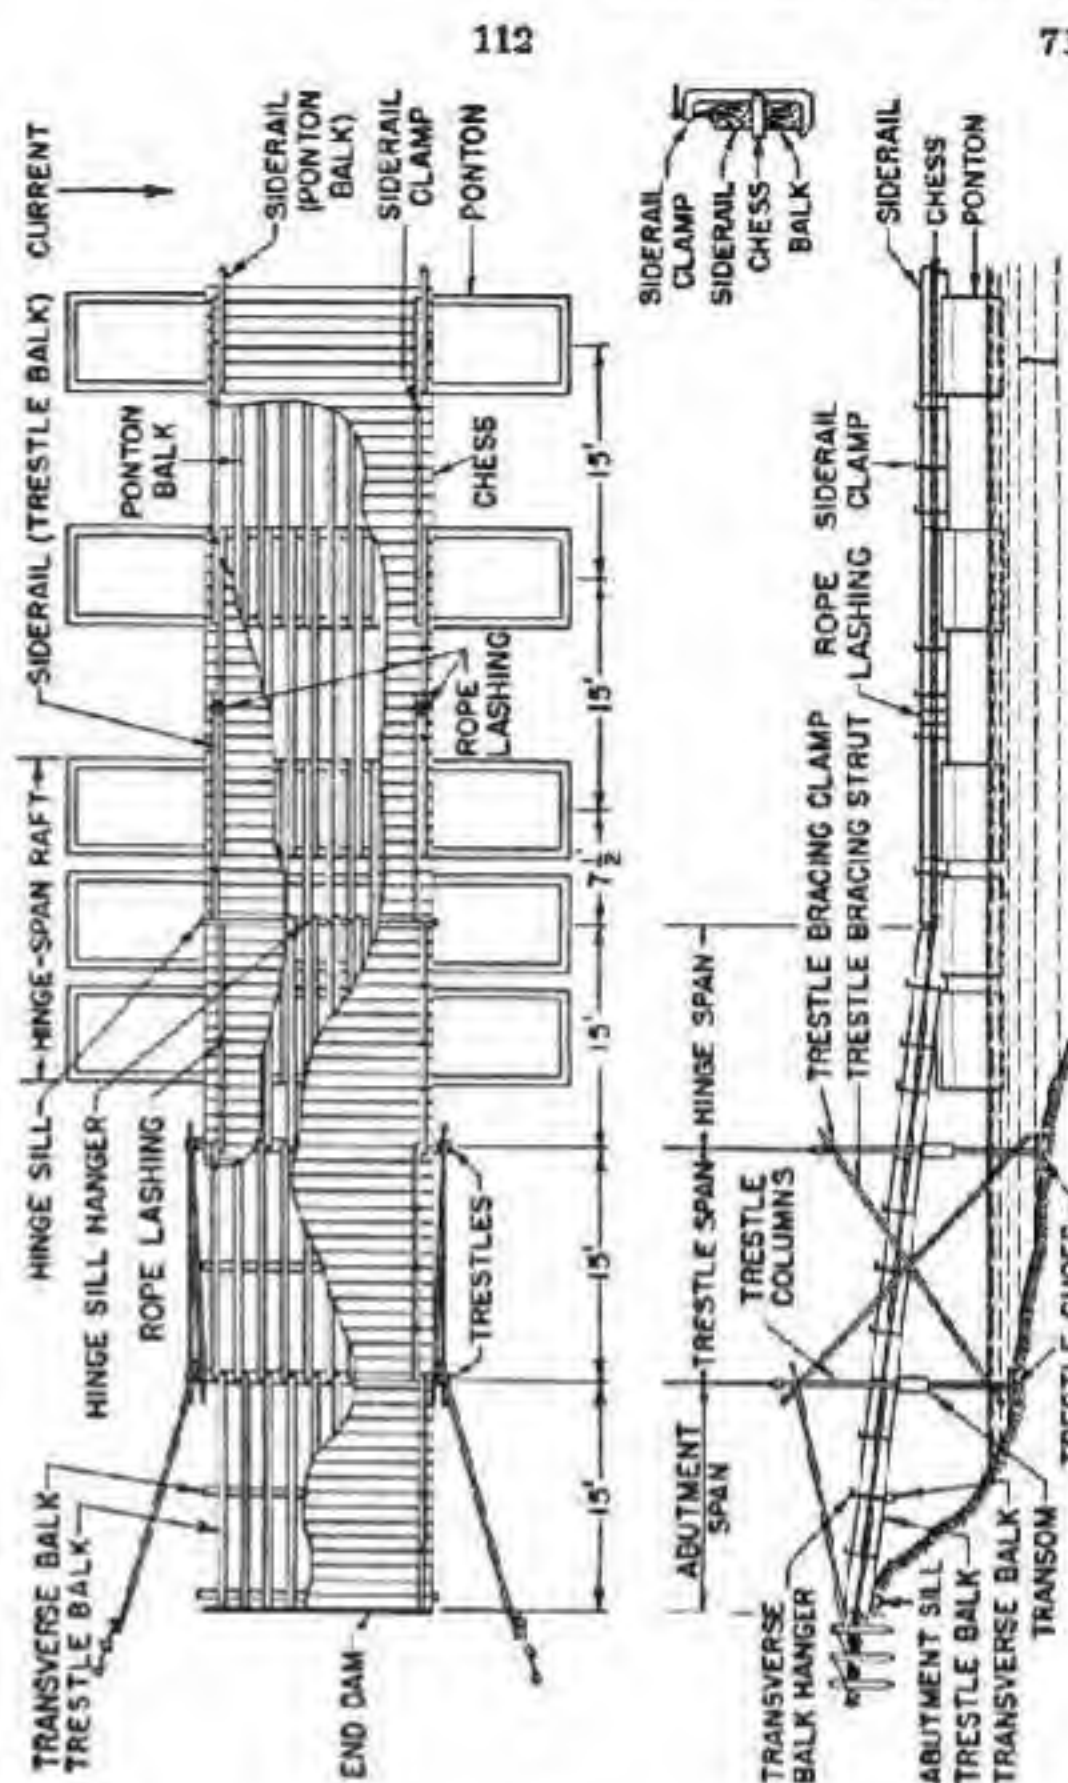 112
CURRENT
SIDERAIL (TRESTLE BALK)
SIDERAIL
(PONTON
BALK)
SIDERAIL
CLAMP
PONTON
PONTON
BALK
CHESS
ROPE
LASHING
HINGE-SPAN RAFT
HINGE SILL
HINGE SILL HANGER
ROPE LASHING
TRESTLES
TRANSVERSE BALK
TRESTLE BALK
END DAM
15'
15'
7 1/2'
15'
15'
15'
SIDERAIL
CLAMP
SIDERAIL
CHESS
BALK
SIDERAIL
CHESS
PONTON
SIDERAIL
CLAMP
ROPE
LASHING
TRESTLE BRACING CLAMP
TRESTLE BRACING STRUT
HINGE SPAN
TRESTLE SPAN
TRESTLE
COLUMNS
ABUTMENT
SPAN
TRANSVERSE
BALK HANGER
ABUTMENT SILL
TRESTLE BALK
TRANSVERSE BALK
TRANSOM